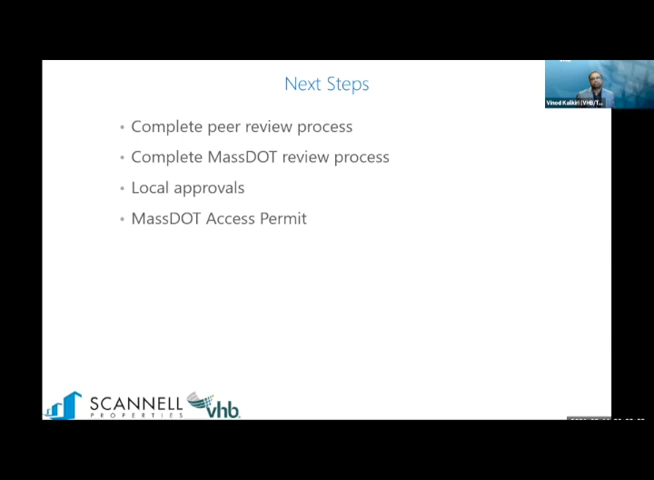 Next Steps
Vinod Kalikiri (VHB/T...
• Complete peer review process
• Complete MassDOT review process
• Local approvals
• MassDOT Access Permit
SCANNELL
PROPERTIES
vhb